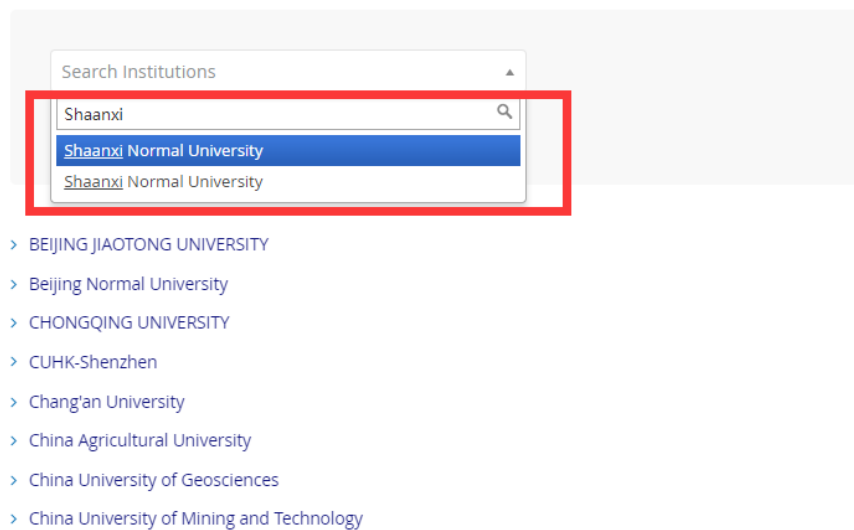 Search Institutions
Shaanxi
Shaanxi Normal University
Shaanxi Normal University
BEIJING JIAOTONG UNIVERSITY
Beijing Normal University
CHONGQING UNIVERSITY
CUHK-Shenzhen
Chang'an University
China Agricultural University
China University of Geosciences
China University of Mining and Technology